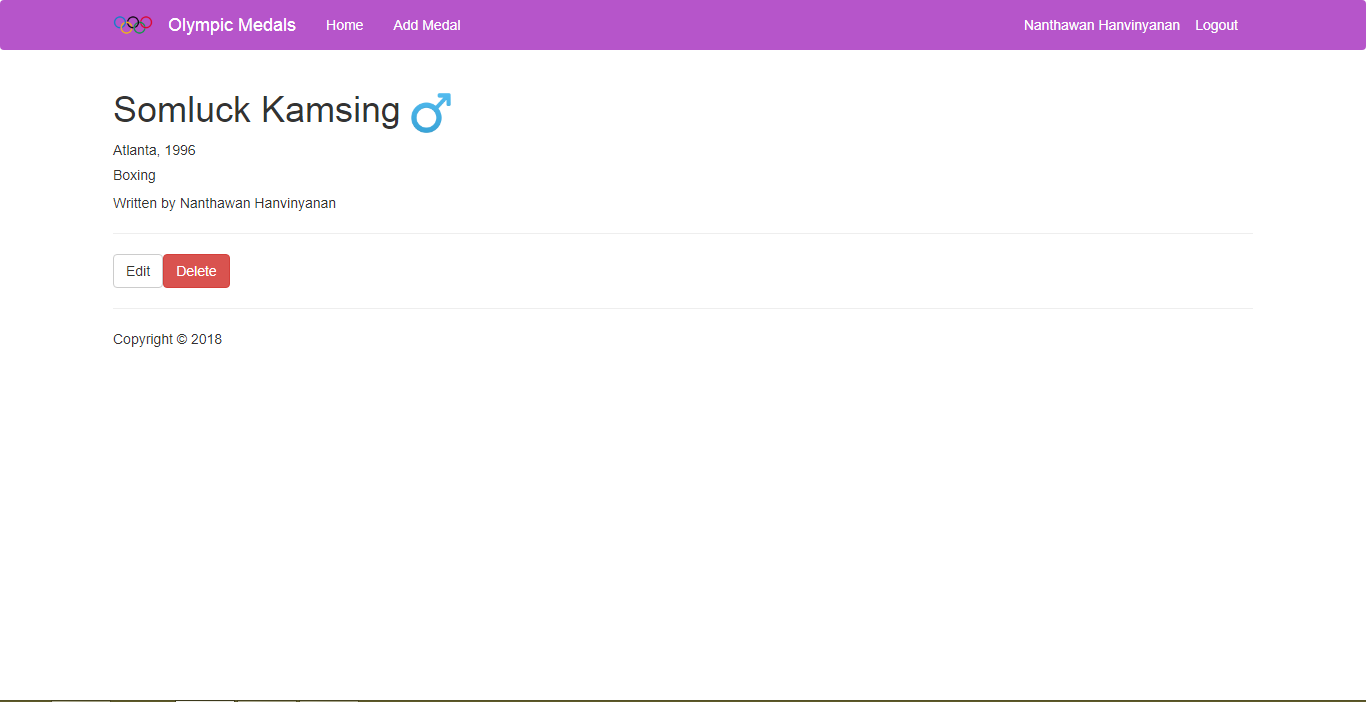 Olympic Medals Home Add Medal Nanthawan Hanvinyanan Logout
Somluck Kamsing
Atlanta, 1996
Boxing
Written by Nanthawan Hanvinyanan
Edit Delete
Copyright © 2018